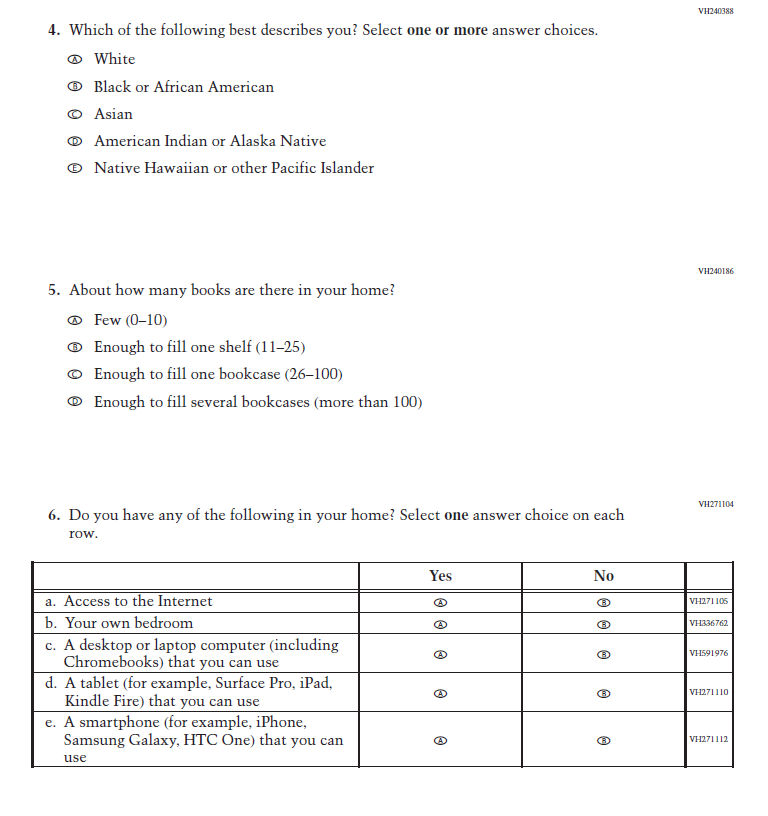 VH240388
4. Which of the following best describes you? Select one or more answer choices.
A White
B Black or African American
C Asian
D American Indian or Alaska Native
E Native Hawaiian or other Pacific Islander
VH240186
5. About how many books are there in your home?
A Few (0–10)
B Enough to fill one shelf (11–25)
C Enough to fill one bookcase (26–100)
D Enough to fill several bookcases (more than 100)
VH271104
6. Do you have any of the following in your home? Select one answer choice on each
row.
Yes No
a. Access to the Internet A B VH271105
b. Your own bedroom A B VH336762
c. A desktop or laptop computer (including
Chromebooks) that you can use A B VH591976
d. A tablet (for example, Surface Pro, iPad,
Kindle Fire) that you can use A B VH271110
e. A smartphone (for example, iPhone,
Samsung Galaxy, HTC One) that you can
use A B VH271112